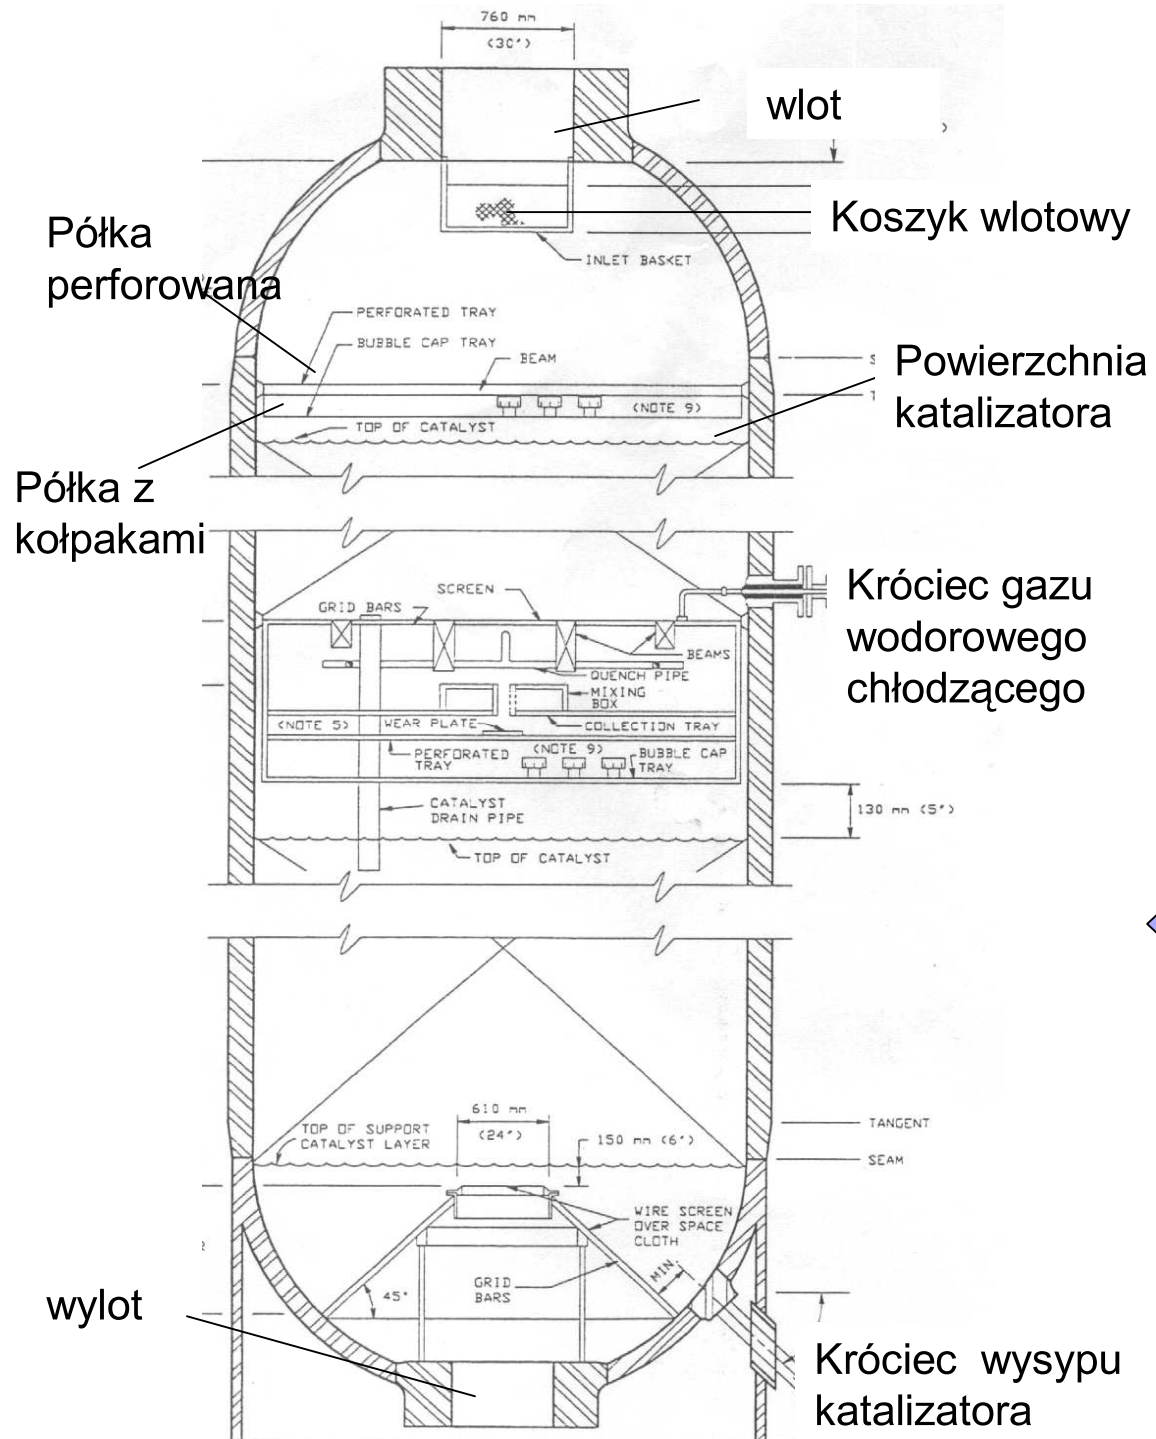 760 mm
(30")
wlot
Koszyk wlotowy
Półka
perforowana
INLET BASKET
PERFORATED TRAY
BUBBLE CAP TRAY
BEAM
Powierzchnia
katalizatora
(NOTE 9)
TOP OF CATALYST
Półka z
kołpakami
Króciec gazu
wodorowego
chłodzącego
SCREEN
GRID BARS
BEAMS
QUENCH PIPE
MIXING
BOX
(NOTE 5)
WEAR PLATE
COLLECTION TRAY
PERFORATED
TRAY
(NOTE 9)
BUBBLE CAP
TRAY
CATALYST
DRAIN PIPE
130 mm (5")
TOP OF CATALYST
610 mm
(24")
TOP OF SUPPORT
CATALYST LAYER
150 mm (6")
TANGENT
SEAM
WIRE SCREEN
OVER SPACE
CLOTH
MIN.
GRID
BARS
45°
wylot
Króciec wysypu
katalizatora